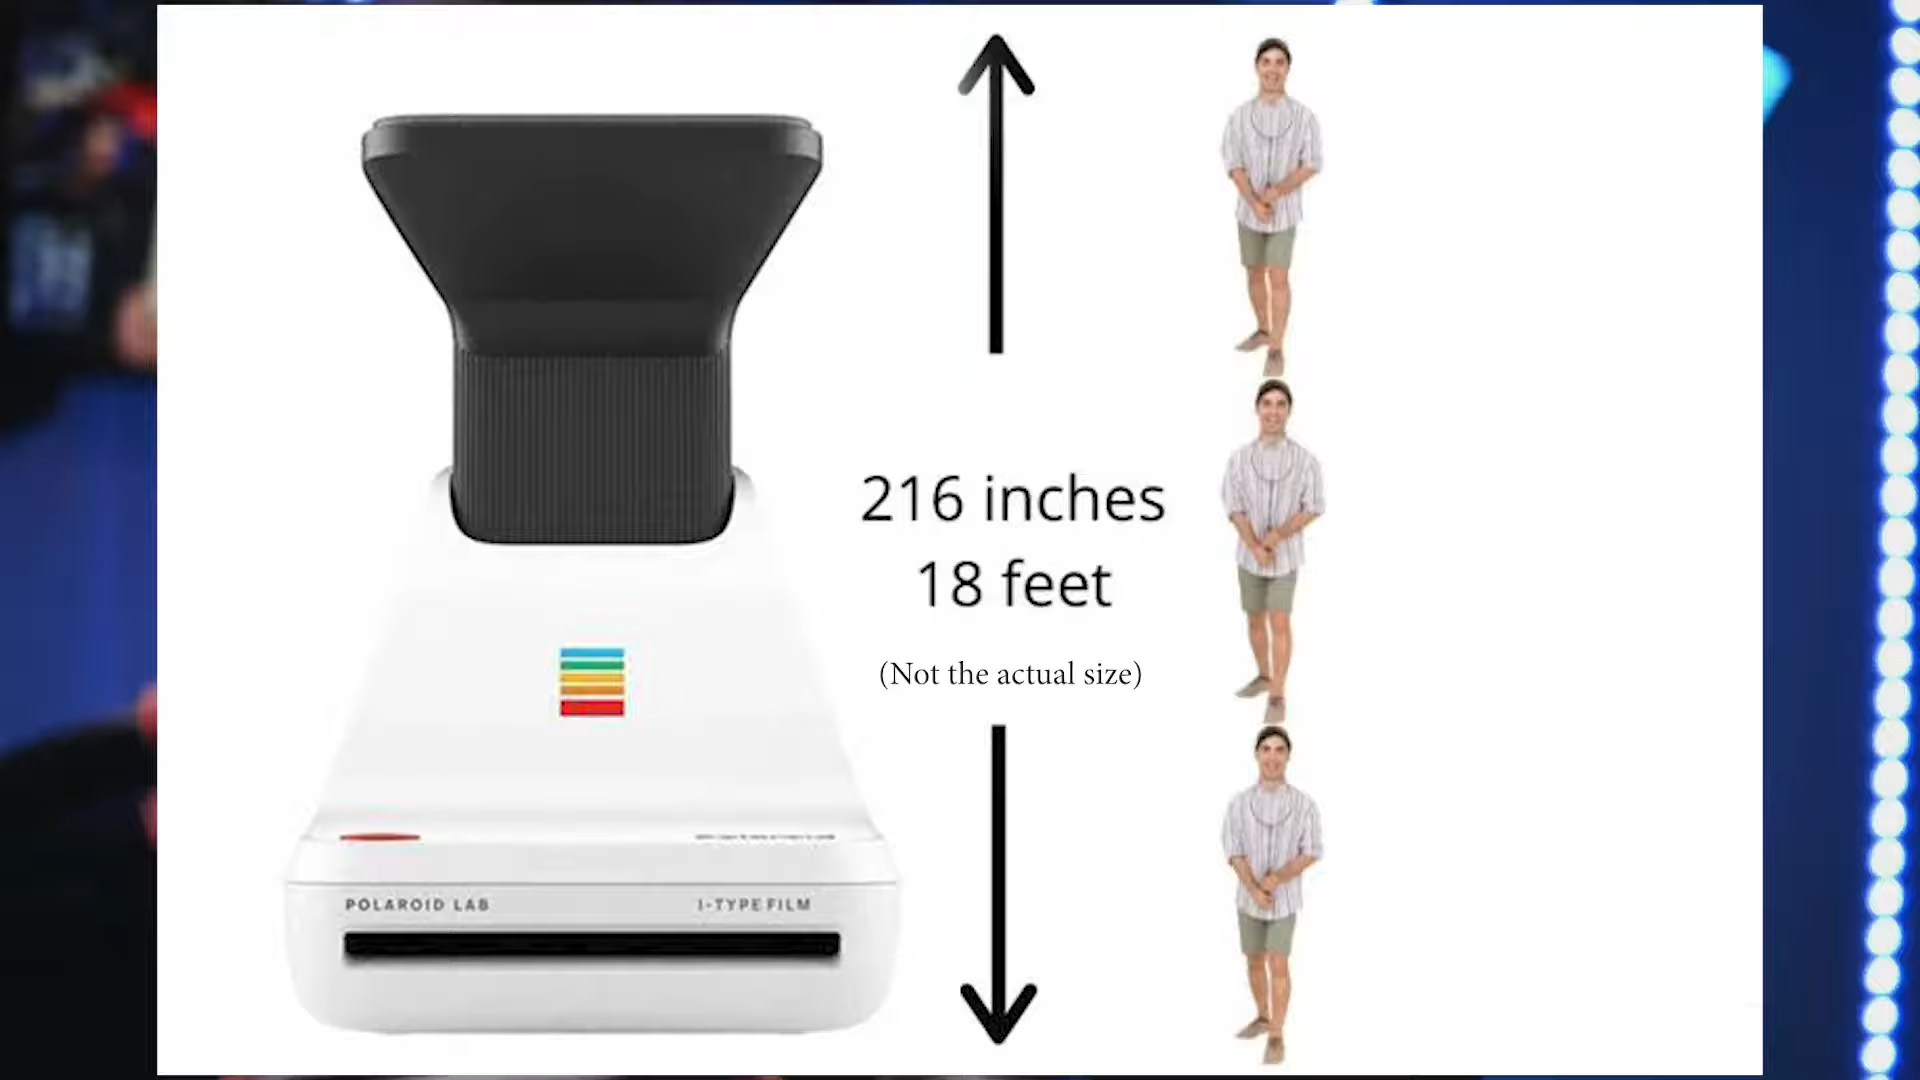 216 inches
18 feet
(Not the actual size)
POLAROID LAB
I-TYPE FILM